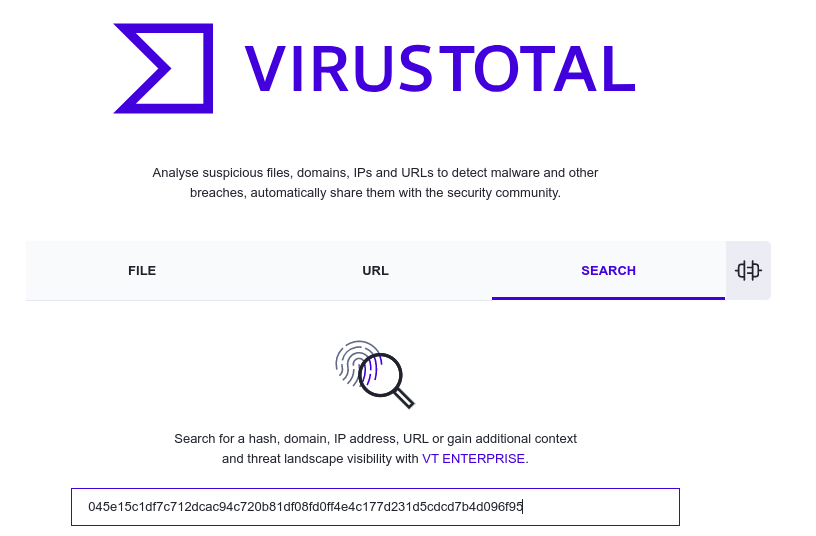 VIRUSTOTAL
Analyse suspicious files, domains, IPs and URLs to detect malware and other
breaches, automatically share them with the security community.
FILE
URL
SEARCH
Search for a hash, domain, IP address, URL or gain additional context
and threat landscape visibility with VT ENTERPRISE.
045e15c1df7c712dcac94c720b81df08fd0ff4e4c177d231d5cdcd7b4d096f95